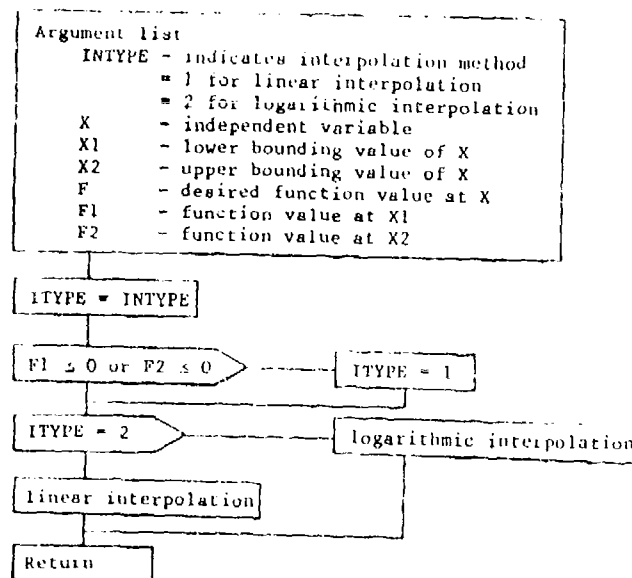 Argument list
INTYPE - indicates interpolation method
= 1 for linear interpolation
= 2 for logarithmic interpolation
X - independent variable
X1 - lower bounding value of X
X2 - upper bounding value of X
F - desired function value at X
F1 - function value at X1
F2 - function value at X2
ITYPE = INTYPE
F1 ≤ 0 or F2 ≤ 0
ITYPE = 1
ITYPE = 2
logarithmic interpolation
linear interpolation
Return